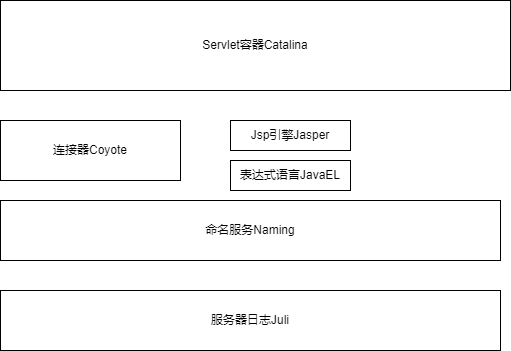 Servlet容器Catalina
连接器Coyote
Jsp引擎Jasper
表达式语言JavaEL
命名服务Naming
服务器日志Juli